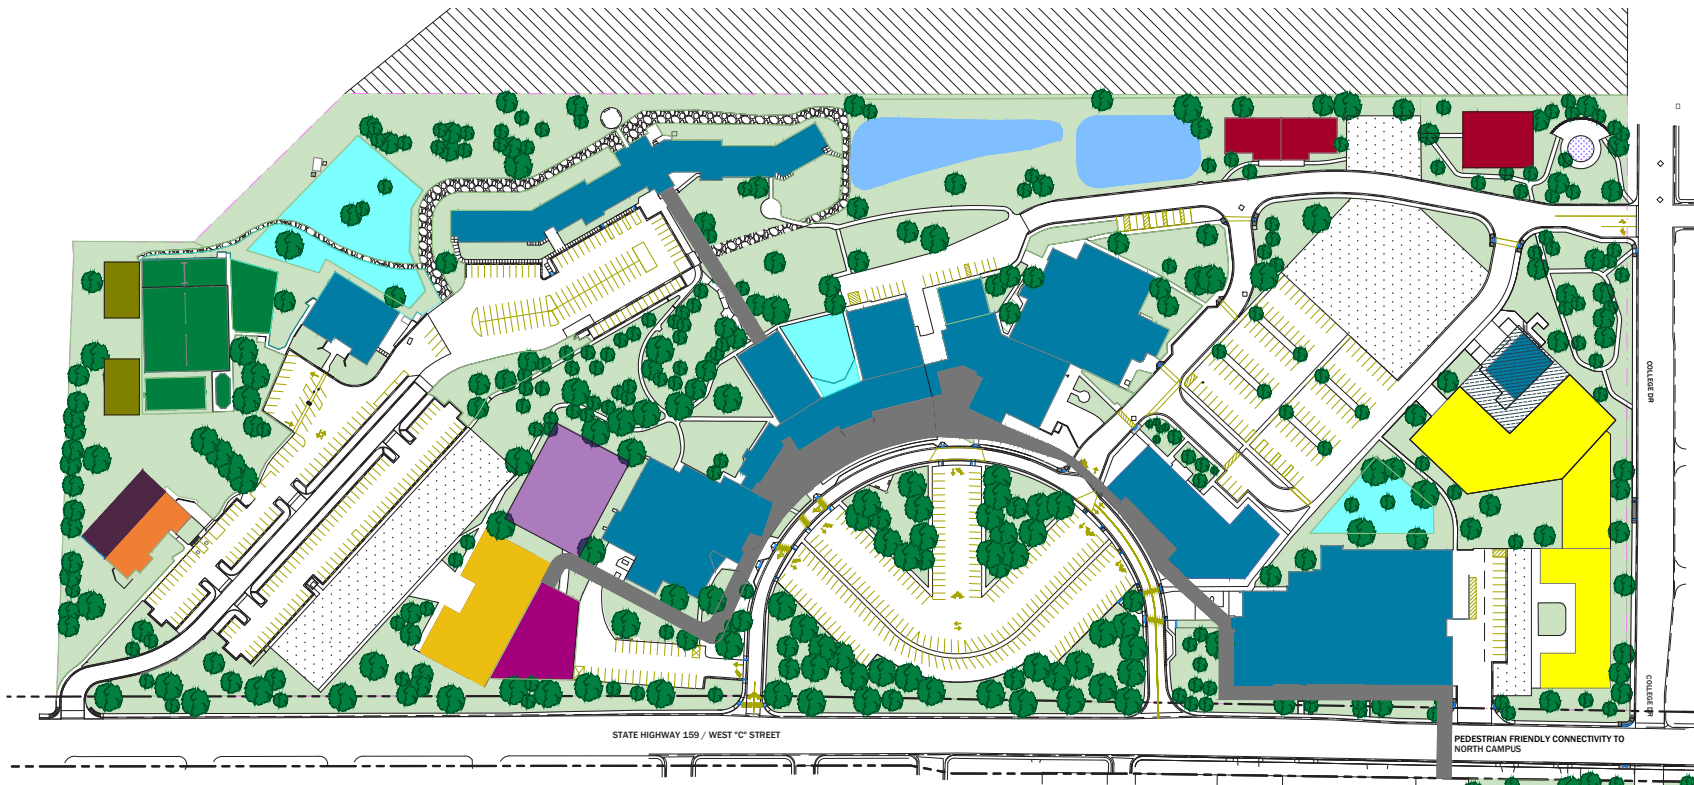 COLLEGE DR
COLLEGE DR
STATE HIGHWAY 159 / WEST "C" STREET
PEDESTRIAN FRIENDLY CONNECTIVITY TO
NORTH CAMPUS